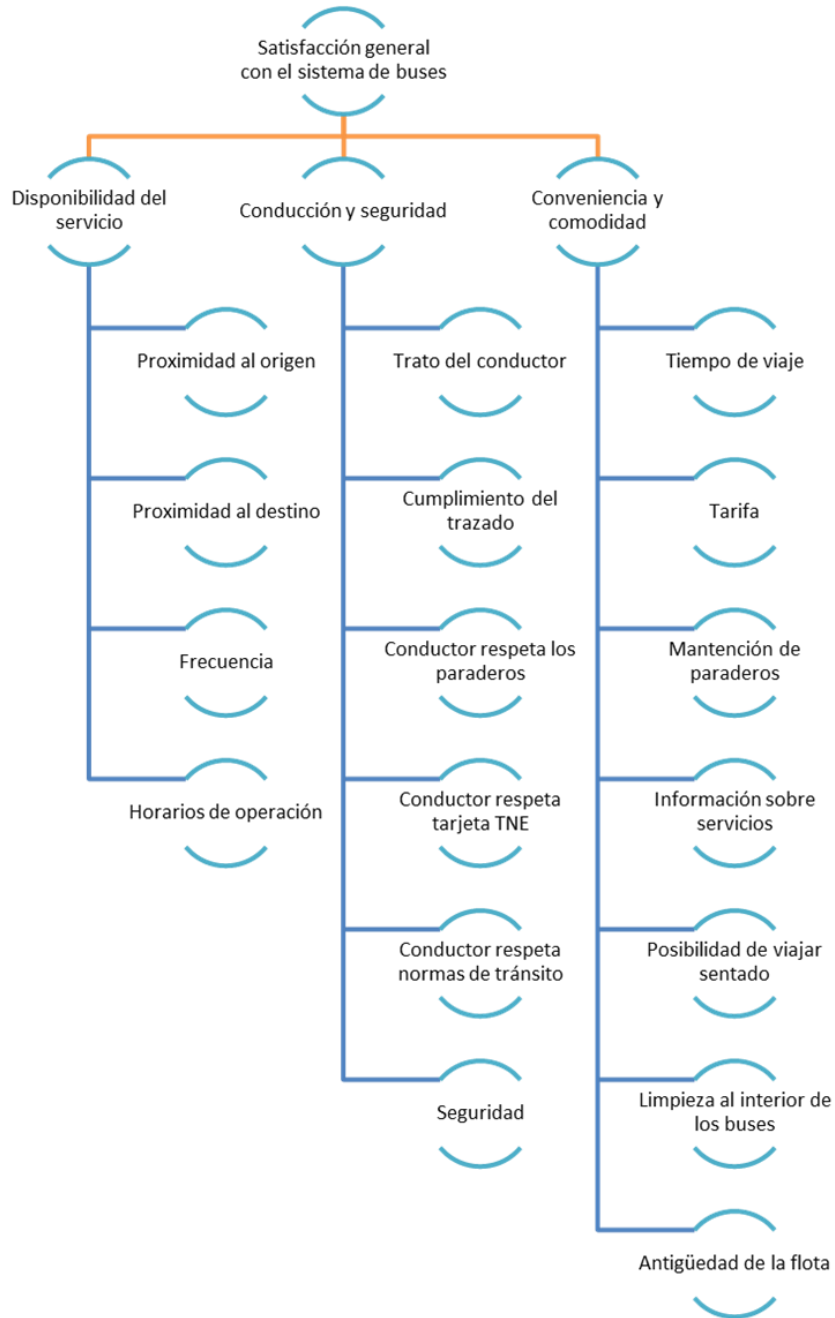 Satisfacción general
con el sistema de buses
Disponibilidad del
servicio
Conducción y seguridad
Conveniencia y
comodidad
Proximidad al origen
Trato del conductor
Tiempo de viaje
Proximidad al destino
Cumplimiento del
trazado
Tarifa
Frecuencia
Conductor respeta los
paraderos
Mantención de
paraderos
Horarios de operación
Conductor respeta
tarjeta TNE
Información sobre
servicios
Conductor respeta
normas de tránsito
Posibilidad de viajar
sentado
Seguridad
Limpieza al interior de
los buses
Antigüedad de la flota